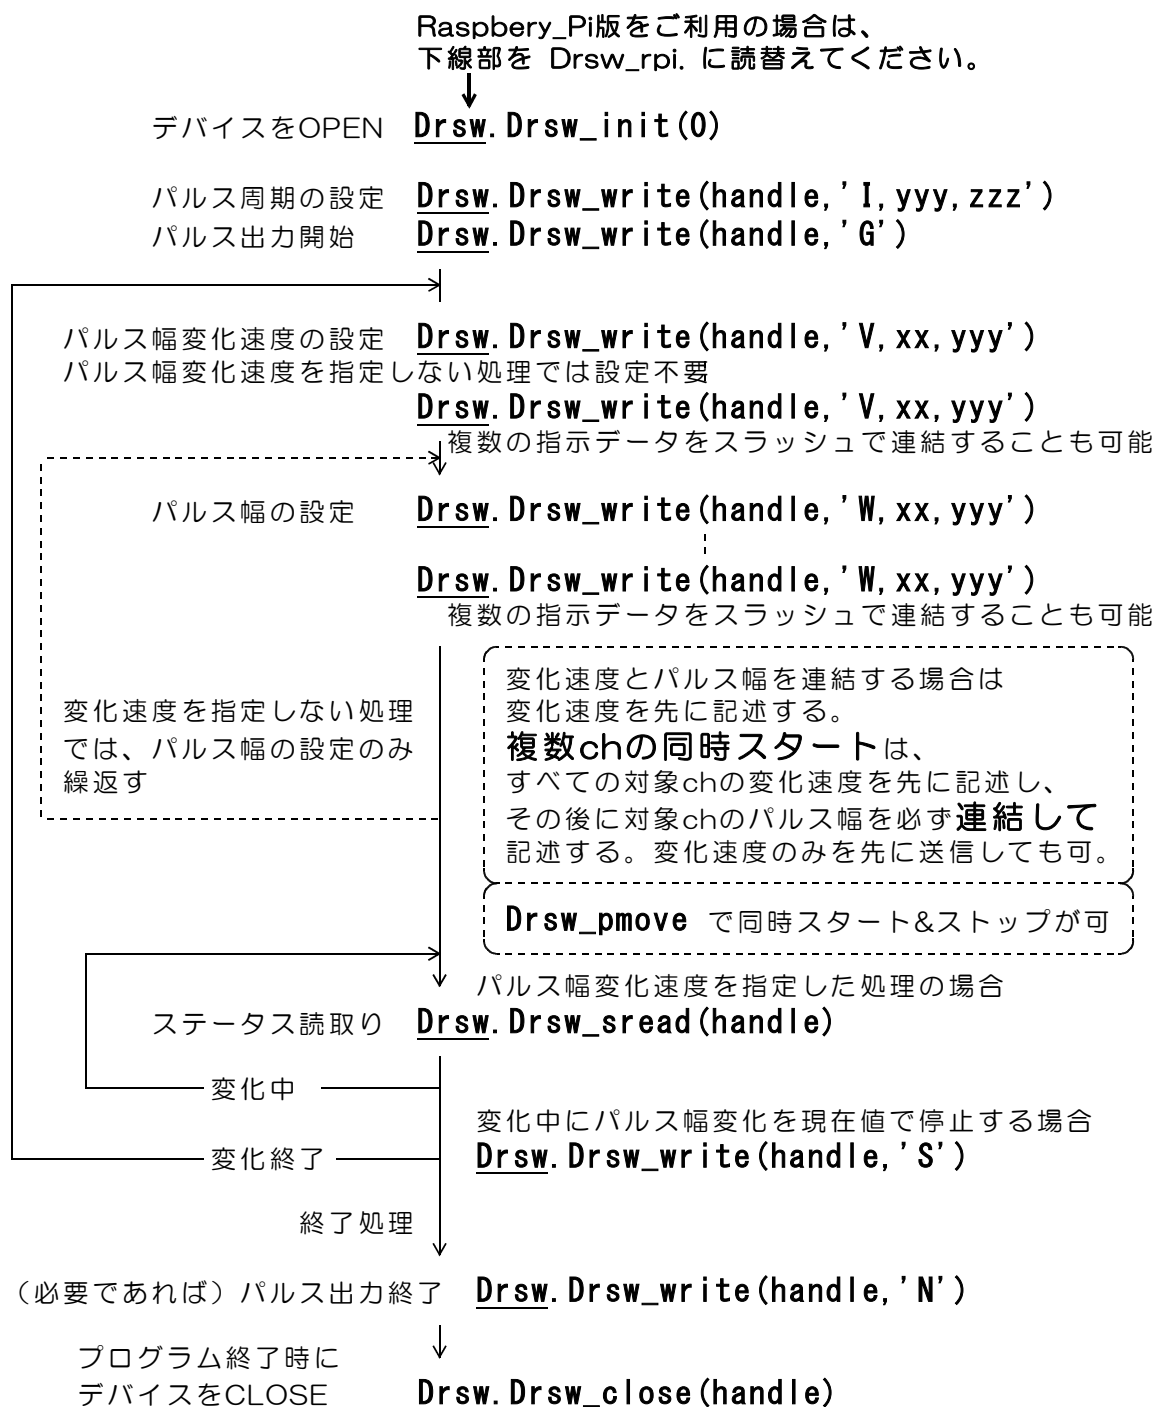 Raspbery_Pi版をご利用の場合は、
下線部を Drsw_rpi. に読替えてください。
デバイスをOPEN Drsw.Drsw_init(0)
パルス周期の設定 Drsw.Drsw_write(handle,'I,yyy,zzz')
パルス出力開始 Drsw.Drsw_write(handle,'G')
パルス幅変化速度の設定 Drsw.Drsw_write(handle,'V,xx,yyy')
パルス幅変化速度を指定しない処理では設定不要
Drsw.Drsw_write(handle,'V,xx,yyy')
複数の指示データをスラッシュで連結することも可能
パルス幅の設定 Drsw.Drsw_write(handle,'W,xx,yyy')
Drsw.Drsw_write(handle,'W,xx,yyy')
複数の指示データをスラッシュで連結することも可能
変化速度とパルス幅を連結する場合は
変化速度を先に記述する。
複数chの同時スタートは、
すべての対象chの変化速度を先に記述し、
その後に対象chのパルス幅を必ず連結して
記述する。変化速度のみを先に送信しても可。
変化速度を指定しない処理
では、パルス幅の設定のみ
繰返す
Drsw_pmove で同時スタート&ストップが可
パルス幅変化速度を指定した処理の場合
ステータス読取り Drsw.Drsw_sread(handle)
変化中
変化中にパルス幅変化を現在値で停止する場合
変化終了 Drsw.Drsw_write(handle,'S')
終了処理
（必要であれば）パルス出力終了 Drsw.Drsw_write(handle,'N')
プログラム終了時に
デバイスをCLOSE Drsw.Drsw_close(handle)